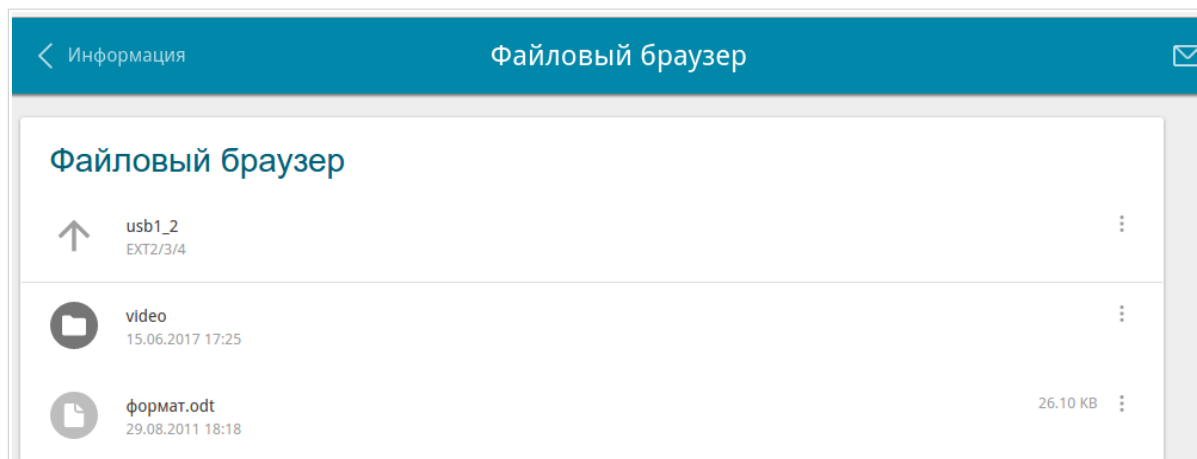 Информация
Файловый браузер
Файловый браузер
usb1_2
EXT2/3/4
video
15.06.2017 17:25
формат.odt
26.10 KB
29.08.2011 18:18